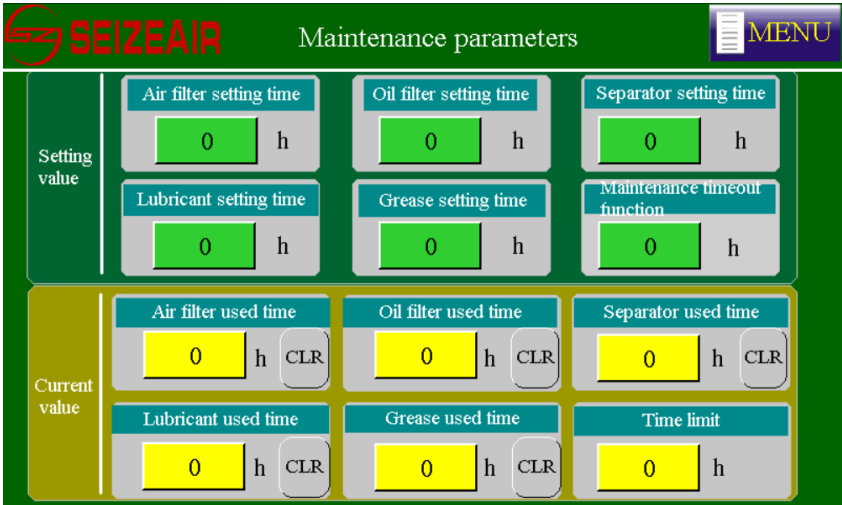 SEIZEAIR
Maintenance parameters
MENU
Setting
value
Air filter setting time
0 h
Oil filter setting time
0 h
Separator setting time
0 h
Lubricant setting time
0 h
Grease setting time
0 h
Maintenance timeout
function
0 h
Current
value
Air filter used time
0 h CLR
Oil filter used time
0 h CLR
Separator used time
0 h CLR
Lubricant used time
0 h CLR
Grease used time
0 h CLR
Time limit
0 h